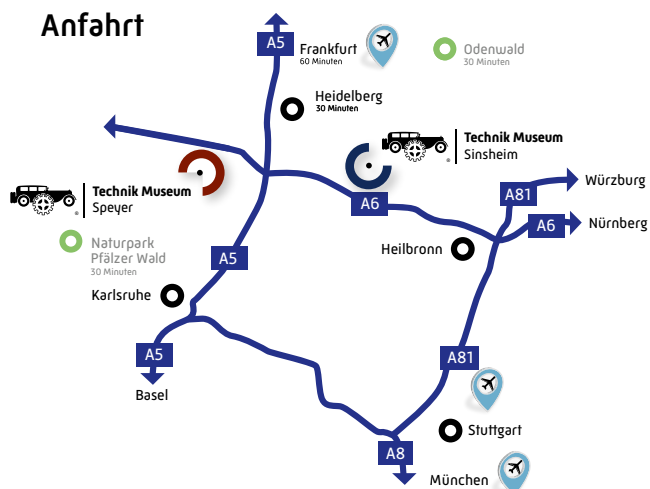 Anfahrt
A5
Frankfurt
60 Minuten
Odenwald
30 Minuten
Heidelberg
30 Minuten
Technik Museum
Sinsheim
Technik Museum
Speyer
A81
Würzburg
A6
A6
Nürnberg
Naturpark
Pfälzer Wald
30 Minuten
A5
Heilbronn
Karlsruhe
A5
A81
Basel
Stuttgart
A8
München